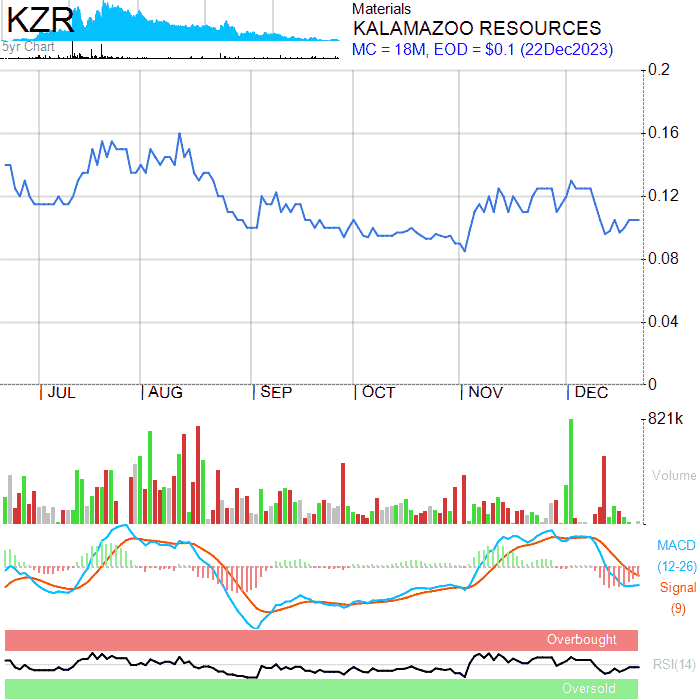 KZR
5yr Chart
Materials
KALAMAZOO RESOURCES
MC = 18M, EOD = $0.1 (22Dec2023)
0.2
0.16
0.12
0.08
0.04
0
JUL AUG SEP OCT NOV DEC
821k
Volume
MACD
(12-26)
Signal
(9)
Overbought
RSI(14)
Oversold